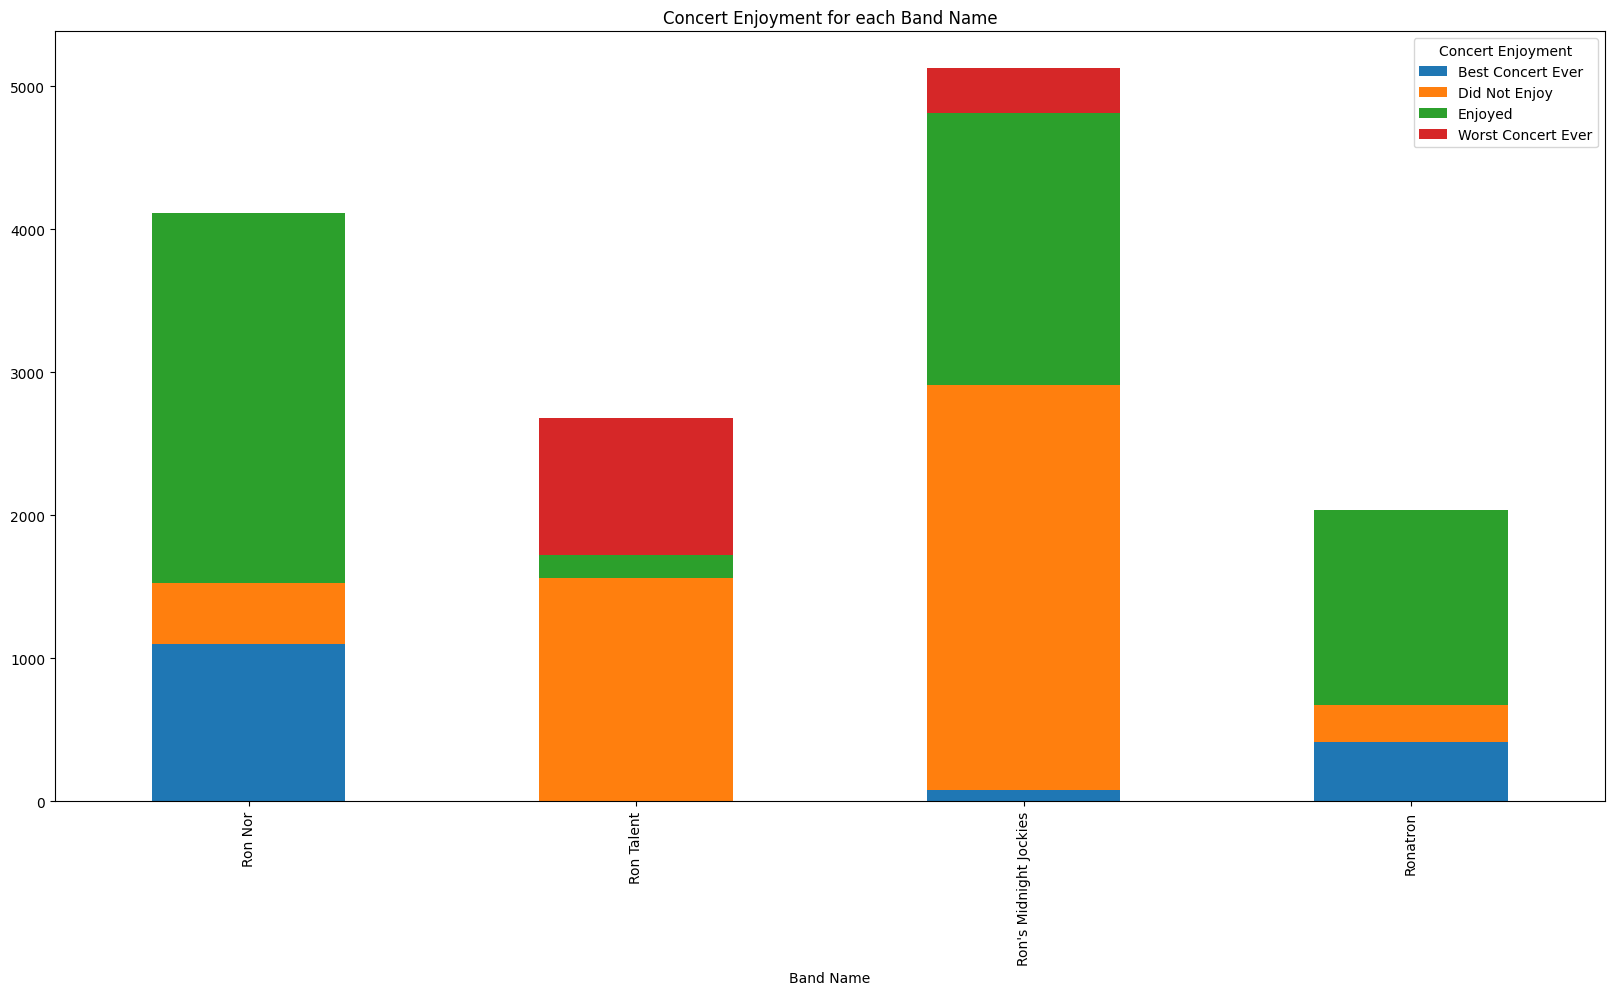 Concert Enjoyment for each Band Name
Concert Enjoyment
Best Concert Ever
Did Not Enjoy
Enjoyed
Worst Concert Ever
5000
4000
3000
2000
1000
0
Ron Nor
Ron Talent
Ron's Midnight Jockies
Ronatron
Band Name